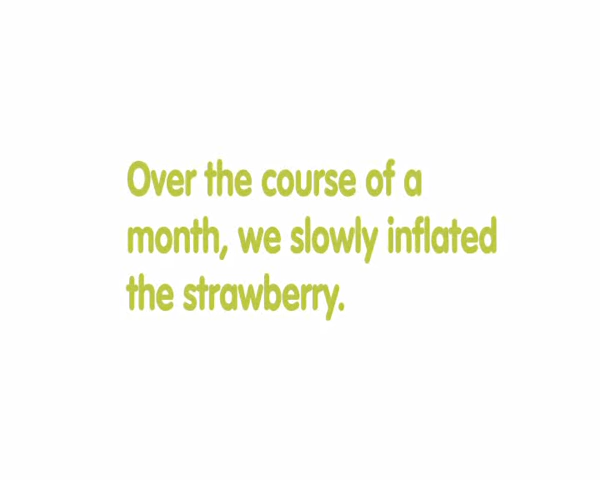 Over the course of a
month, we slowly inflated
the strawberry.